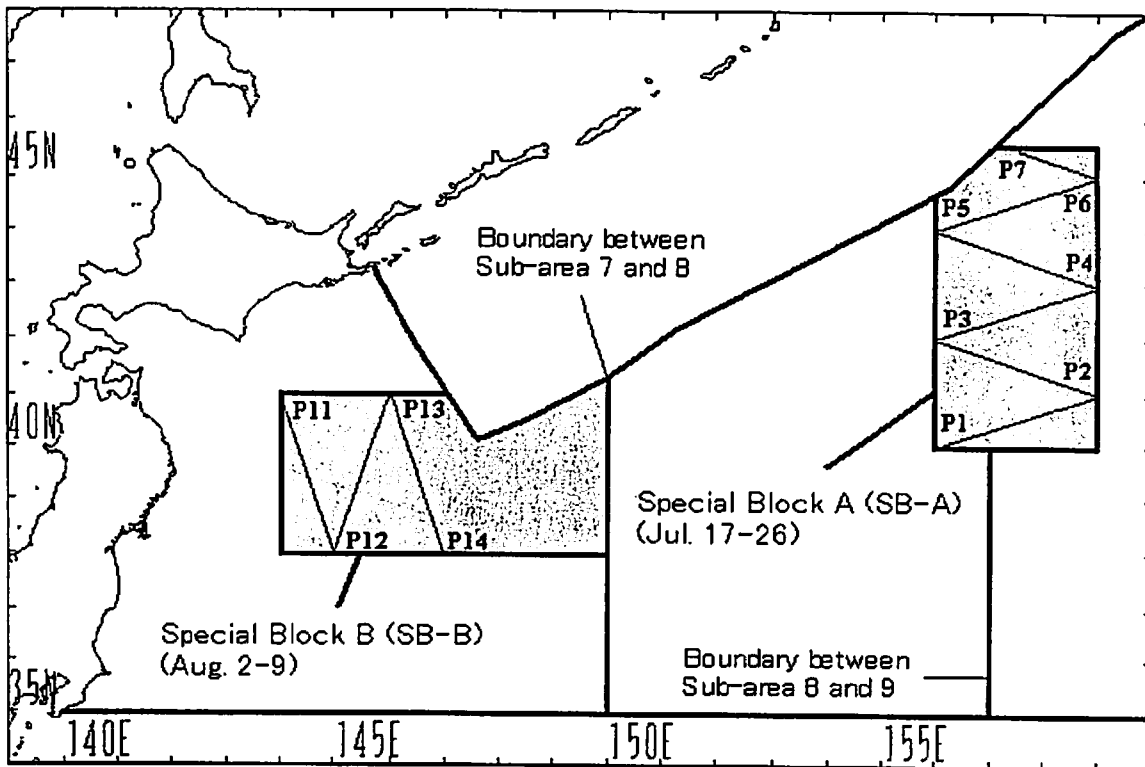 45N
P7
P5
P6
Boundary between
Sub-area 7 and 8
P4
P3
P2
P11
P13
40N
P1
Special Block A (SB-A)
(Jul. 17-26)
P12
P14
Special Block B (SB-B)
(Aug. 2-9)
Boundary between
Sub-area 8 and 9
35N
140E
145E
150E
155E